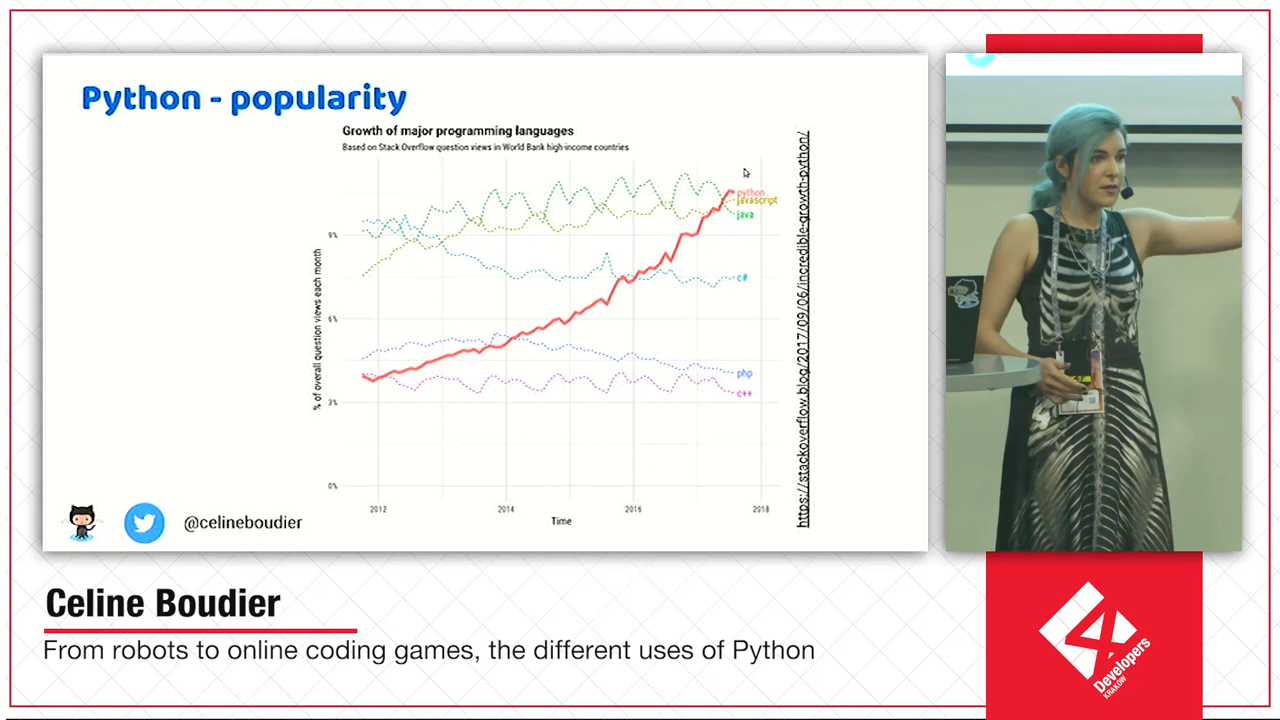 Python - popularity
Growth of major programming languages
Based on Stack Overflow question views in World Bank high-income countries
% of overall question views each month
9%
6%
3%
0%
python
javascript
java
c#
php
c++
2012
2014
2016
2018
Time
https://stackoverflow.blog/2017/09/06/incredible-growth-python/
@celineboudier
Celine Boudier
From robots to online coding games, the different uses of Python
4
Developers
KRAKÓW